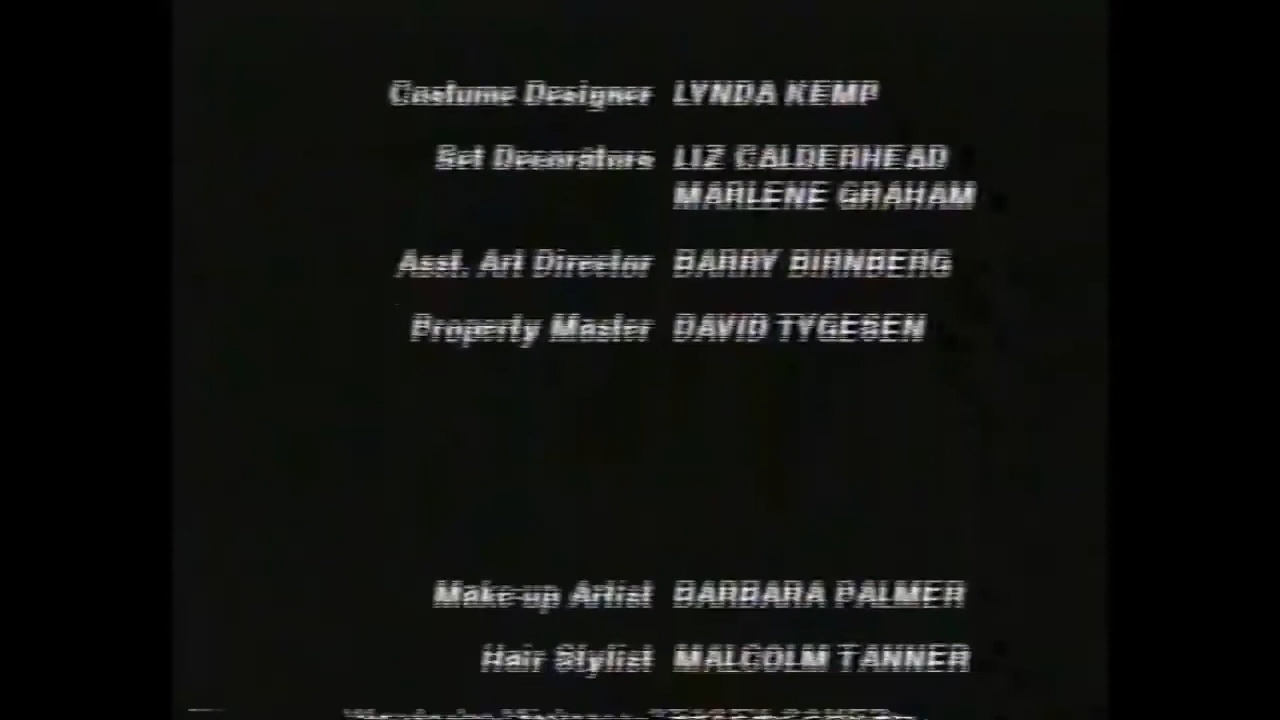 Costume Designer LYNDA KEMP
Set Decorators LIZ CALDERHEAD
MARLENE GRAHAM
Asst. Art Director BARRY BIRNBERG
Property Master DAVID TYGESEN
Make-up Artist BARBARA PALMER
Hair Stylist MALCOLM TANNER